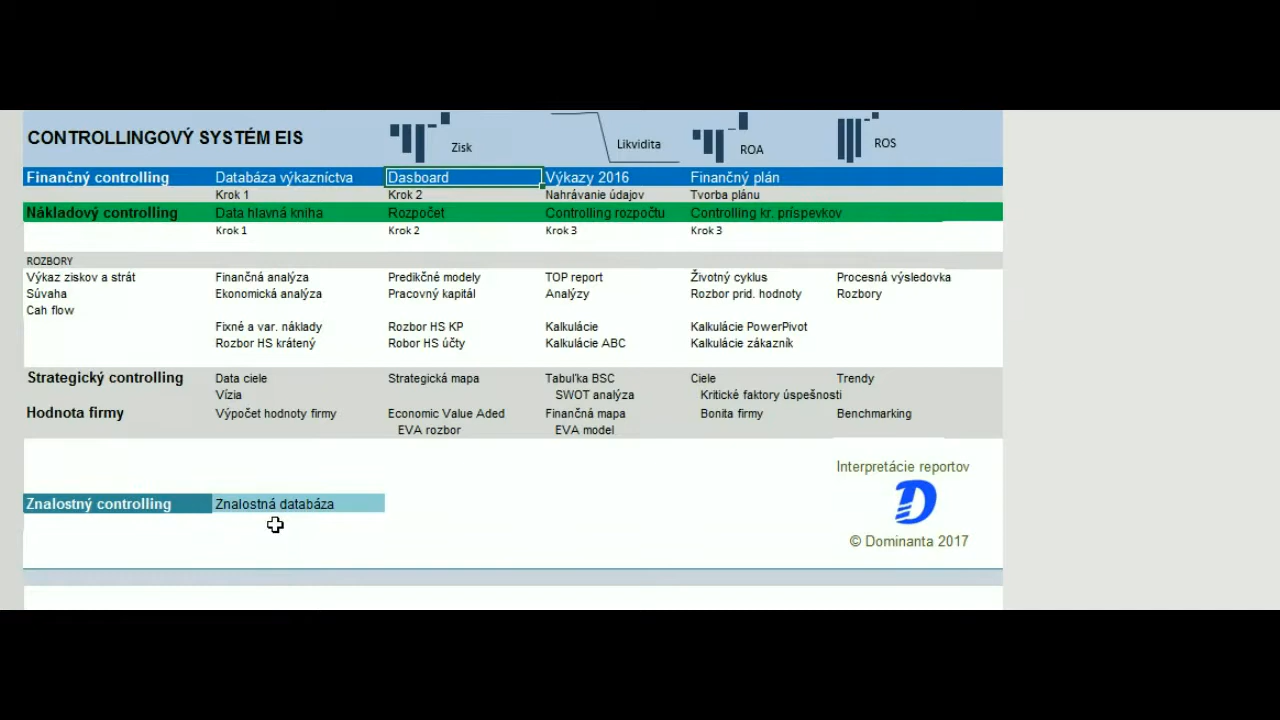 CONTROLLINGOVÝ SYSTÉM EIS Zisk Likvidita ROA ROS
Finančný controlling Databáza výkazníctva Dasboard Výkazy 2016 Finančný plán
Krok 1 Krok 2 Nahrávanie údajov Tvorba plánu
Nákladový controlling Data hlavná kniha Rozpočet Controlling rozpočtu Controlling kr. príspevkov
Krok 1 Krok 2 Krok 3 Krok 3
ROZBORY
Výkaz ziskov a strát Finančná analýza Predikčné modely TOP report Životný cyklus Procesná výsledovka
Súvaha Ekonomická analýza Pracovný kapitál Analýzy Rozbor prid. hodnoty Rozbory
Cah flow
Fixné a var. náklady Rozbor HS KP Kalkulácie Kalkulácie PowerPivot
Rozbor HS krátený Robor HS účty Kalkulácie ABC Kalkulácie zákazník
Strategický controlling Data ciele Strategická mapa Tabuľka BSC Ciele Trendy
Vízia SWOT analýza Kritické faktory úspešnosti
Hodnota firmy Výpočet hodnoty firmy Economic Value Aded Finančná mapa Bonita firmy Benchmarking
EVA rozbor EVA model
Interpretácie reportov
Znalostný controlling Znalostná databáza
D
© Dominanta 2017